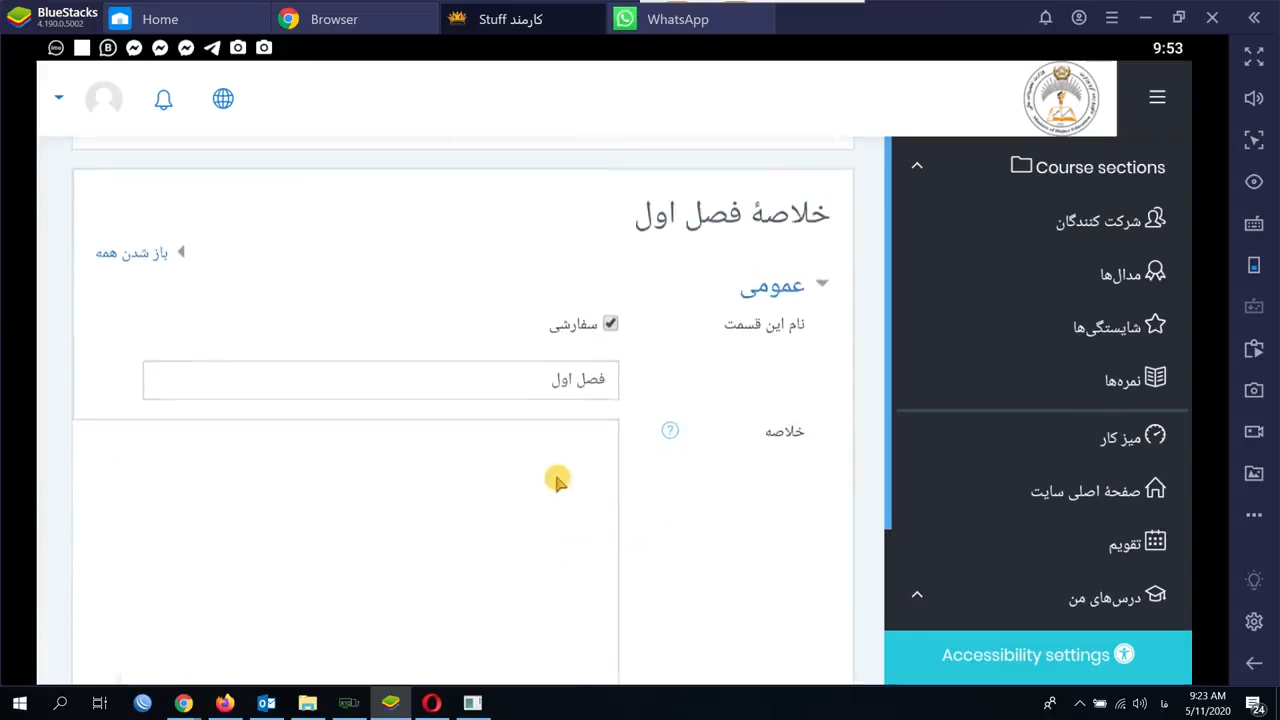 BlueStacks
4.190.0.5002
Home
Browser
Stuff کارمند
WhatsApp
9:53
Course sections
شرکت کنندگان
مدال‌ها
شایستگی‌ها
نمره‌ها
میز کار
صفحهٔ اصلی سایت
تقویم
درس‌های من
Accessibility settings
خلاصهٔ فصل اول
باز شدن همه
عمومی
نام این قسمت
سفارشی
فصل اول
خلاصه
?
9:23 AM
5/11/2020
فا
24